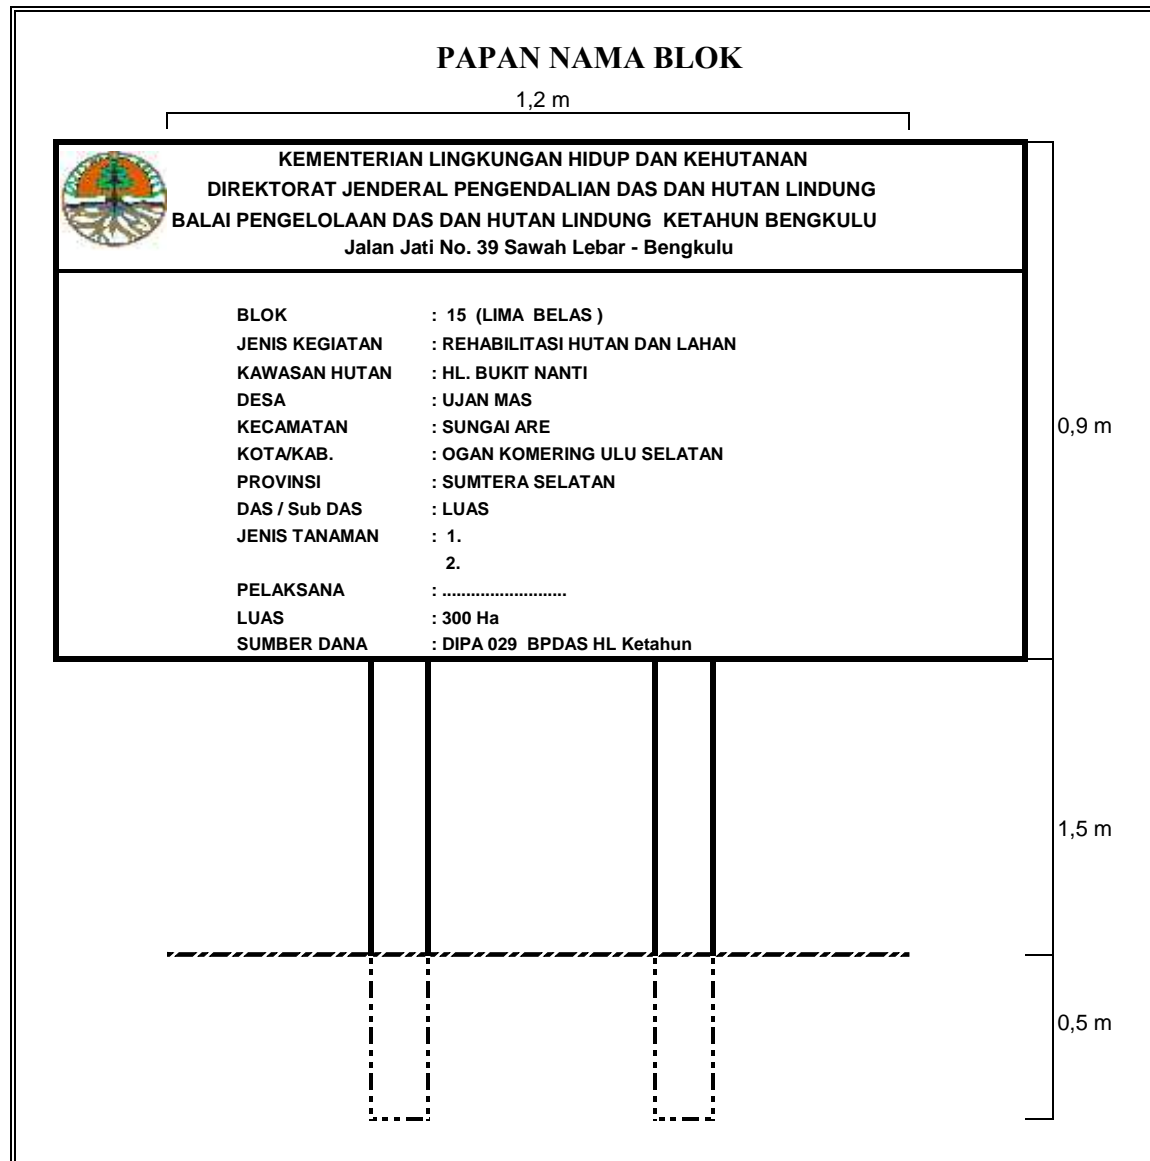 PAPAN NAMA BLOK
1,2 m
KEMENTERIAN LINGKUNGAN HIDUP DAN KEHUTANAN
DIREKTORAT JENDERAL PENGENDALIAN DAS DAN HUTAN LINDUNG
BALAI PENGELOLAAN DAS DAN HUTAN LINDUNG KETAHUN BENGKULU
Jalan Jati No. 39 Sawah Lebar - Bengkulu
BLOK : 15 (LIMA BELAS )
JENIS KEGIATAN : REHABILITASI HUTAN DAN LAHAN
KAWASAN HUTAN : HL. BUKIT NANTI
DESA : UJAN MAS
KECAMATAN : SUNGAI ARE
0,9 m
KOTA/KAB. : OGAN KOMERING ULU SELATAN
PROVINSI : SUMTERA SELATAN
DAS / Sub DAS : LUAS
JENIS TANAMAN : 1.
2.
PELAKSANA : ..........................
LUAS : 300 Ha
SUMBER DANA : DIPA 029 BPDAS HL Ketahun
1,5 m
0,5 m